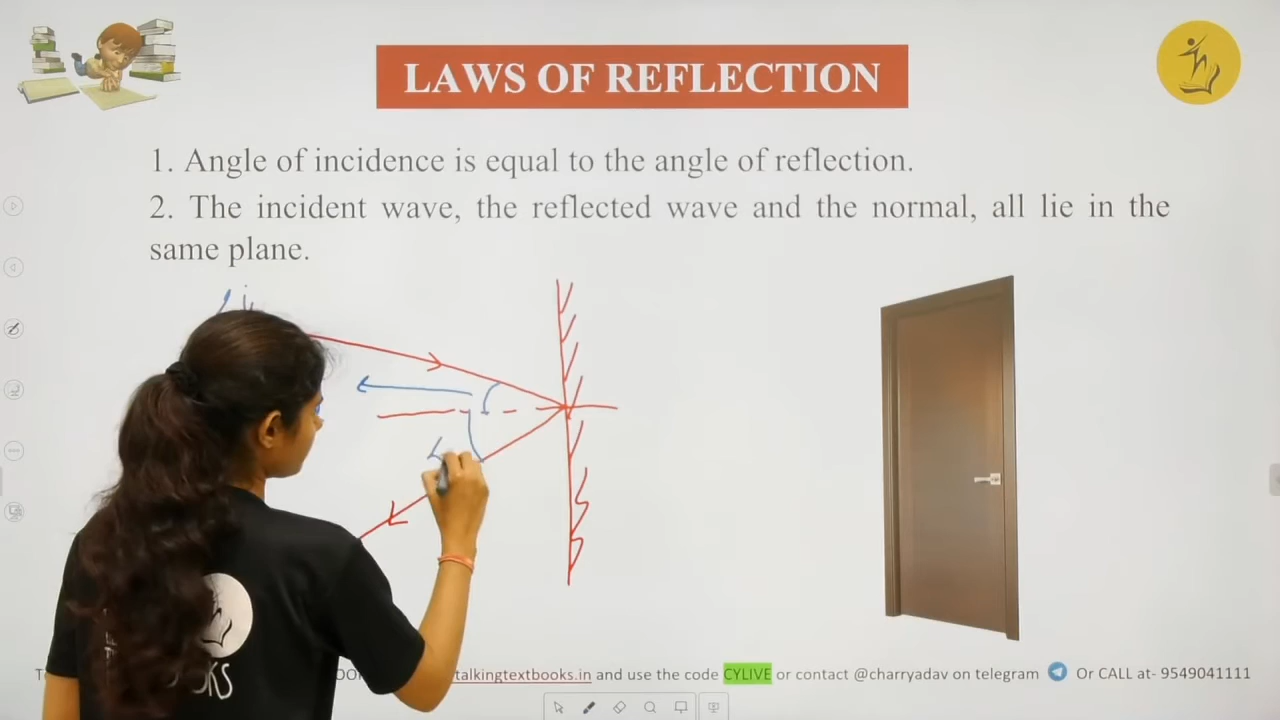 LAWS OF REFLECTION
1. Angle of incidence is equal to the angle of reflection.
2. The incident wave, the reflected wave and the normal, all lie in the
same plane.
∠i
talkingtextbooks.in and use the code CYLIVE or contact @charryadav on telegram Or CALL at- 9549041111